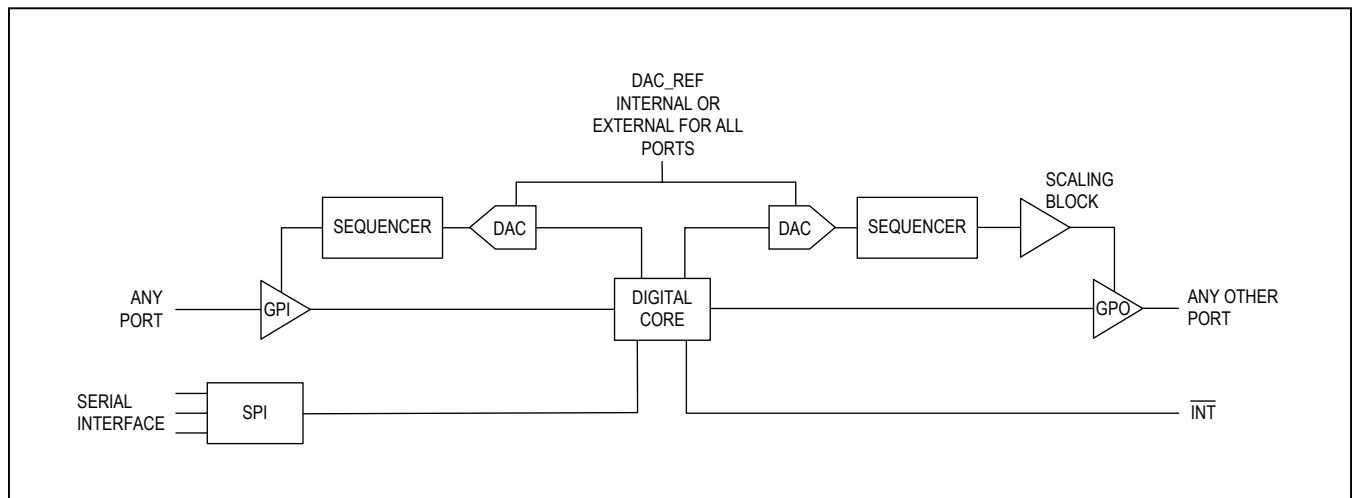 DAC_REF
INTERNAL OR
EXTERNAL FOR ALL
PORTS
SCALING
BLOCK
SEQUENCER
DAC
DAC
SEQUENCER
ANY
PORT
GPI
DIGITAL
CORE
GPO
ANY OTHER
PORT
SERIAL
INTERFACE
SPI
INT